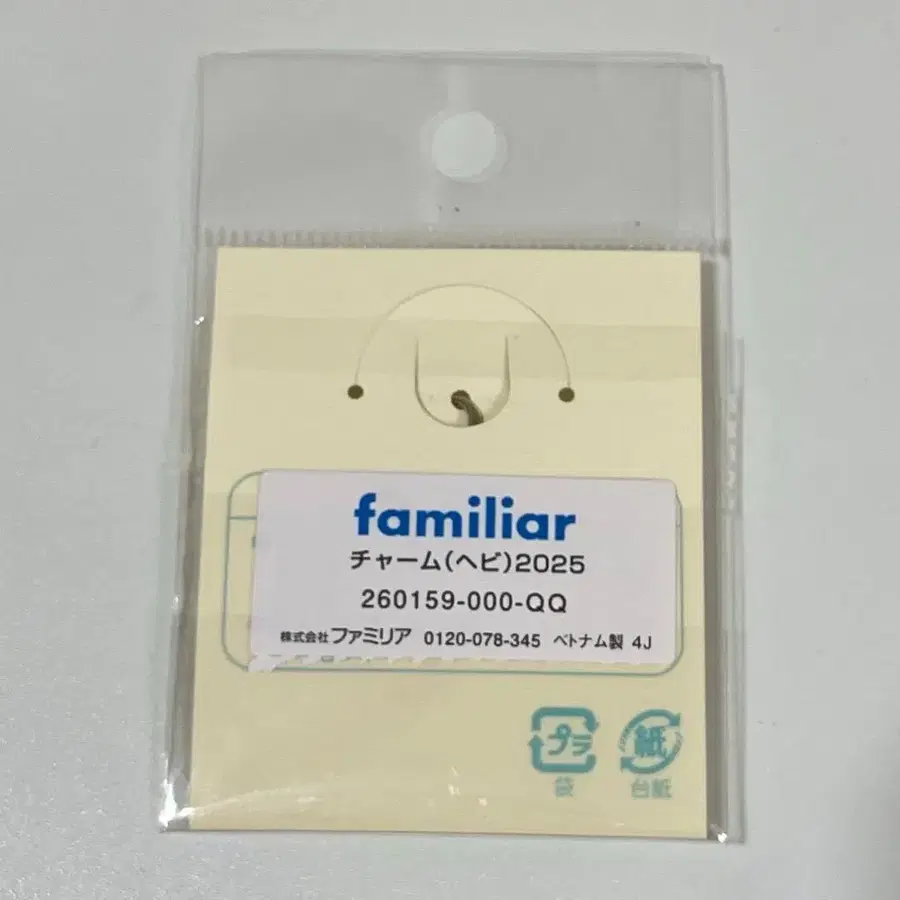 familiar
チャーム(ヘビ)2025
260159-000-QQ
株式会社ファミリア 0120-078-345 ベトナム製 4J
プラ 紙
袋 台紙